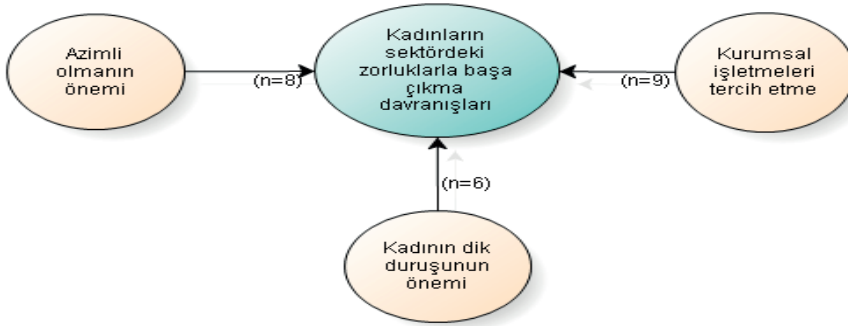 Azimli
olmanın
önemi
(n=8)
Kadınların
sektördeki
zorluklarla başa
çıkma
davranışları
(n=9)
Kurumsal
işletmeleri
tercih etme
(n=6)
Kadının dik
duruşunun
önemi